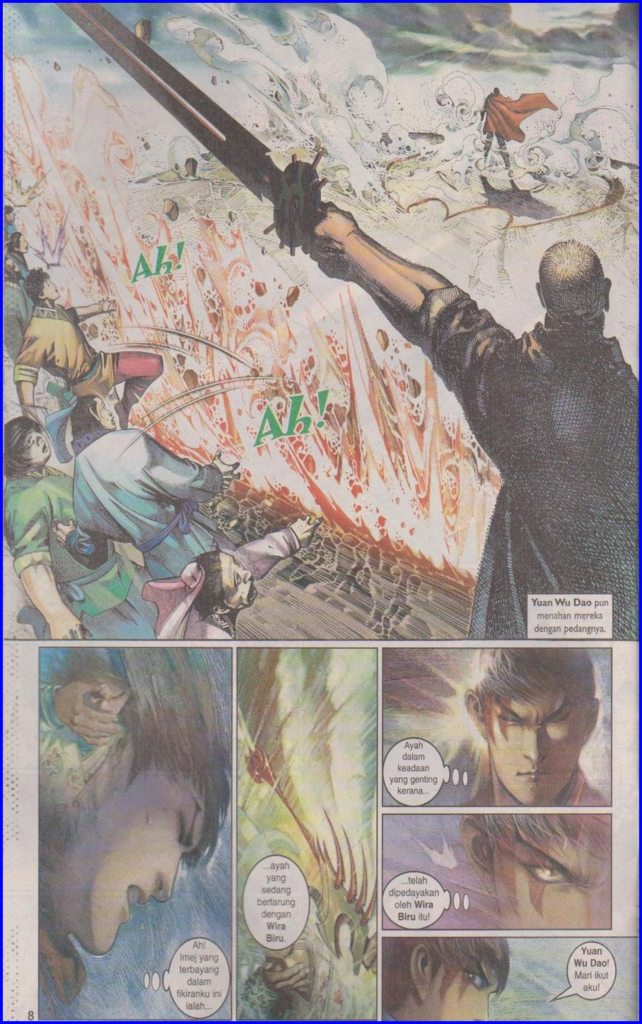 Ah!
Ah!
Yuan Wu Dao pun
menahan mereka
dengan pedangnya.
Ah!
Imej yang
terbayang
dalam
fikiranku ini
ialah...
...ayah
yang
sedang
bertarung
dengan
Wira
Biru.
Ayah
dalam
keadaan
yang genting
kerana...
...telah
dipedayakan
oleh Wira
Biru itu!
Yuan
Wu Dao!
Mari ikut
aku!
8